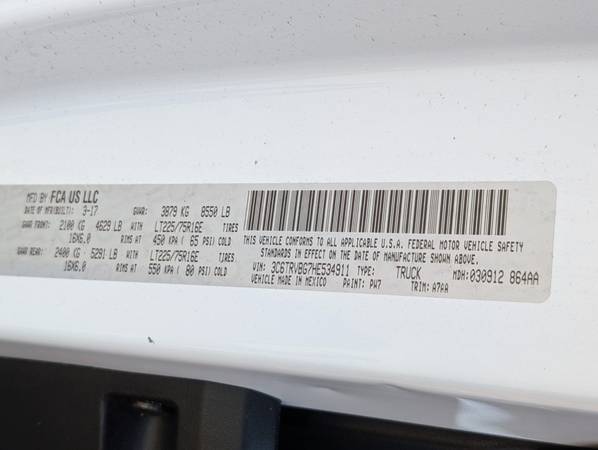 MFD BY FCA US LLC
DATE OF MFR(BUILT): 3-17 GVWR: 3879 KG 8550 LB
GAWR FRONT: 2100 KG 4629 LB WITH LT225/75R16E TIRES
16X6.0 RIMS AT 450 KPA ( 65 PSI) COLD
GAWR REAR: 2400 KG 5291 LB WITH LT225/75R16E TIRES
16X6.0 RIMS AT 550 KPA ( 80 PSI) COLD
THIS VEHICLE CONFORMS TO ALL APPLICABLE U.S.A. FEDERAL MOTOR VEHICLE SAFETY
STANDARDS IN EFFECT ON THE DATE OF MANUFACTURE SHOWN ABOVE.
VIN: 3C6TRVBG7HE534911 TYPE: TRUCK MDH: 030912 864AA
VEHICLE MADE IN MEXICO PAINT: PW7 TRIM: A7AA